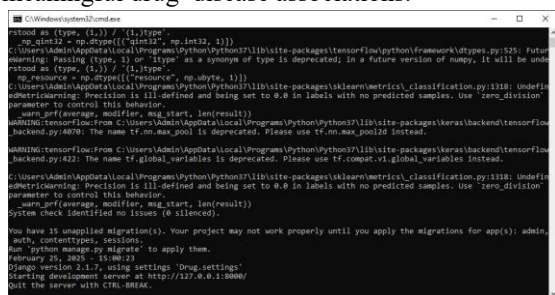 meaningful drug–disease associations.
C:\Windows\system32\cmd.exe
rstood as (type, (1,)) / '(1,)type'.
_np_qint32 = np.dtype([("qint32", np.int32, 1)])
C:\Users\Admin\AppData\Local\Programs\Python\Python37\lib\site-packages\tensorflow\python\framework\dtypes.py:525: Futur
eWarning: Passing (type, 1) or '1type' as a synonym of type is deprecated; in a future version of numpy, it will be unde
rstood as (type, (1,)) / '(1,)type'.
np_resource = np.dtype([("resource", np.ubyte, 1)])
C:\Users\Admin\AppData\Local\Programs\Python\Python37\lib\site-packages\sklearn\metrics\_classification.py:1318: Undefin
edMetricWarning: Precision is ill-defined and being set to 0.0 in labels with no predicted samples. Use `zero_division`
parameter to control this behavior.
_warn_prf(average, modifier, msg_start, len(result))
WARNING:tensorflow:From C:\Users\Admin\AppData\Local\Programs\Python\Python37\lib\site-packages\keras\backend\tensorflow
_backend.py:4070: The name tf.nn.max_pool is deprecated. Please use tf.nn.max_pool2d instead.
WARNING:tensorflow:From C:\Users\Admin\AppData\Local\Programs\Python\Python37\lib\site-packages\keras\backend\tensorflow
_backend.py:422: The name tf.global_variables is deprecated. Please use tf.compat.v1.global_variables instead.
C:\Users\Admin\AppData\Local\Programs\Python\Python37\lib\site-packages\sklearn\metrics\_classification.py:1318: Undefin
edMetricWarning: Precision is ill-defined and being set to 0.0 in labels with no predicted samples. Use `zero_division`
parameter to control this behavior.
_warn_prf(average, modifier, msg_start, len(result))
System check identified no issues (0 silenced).
You have 15 unapplied migration(s). Your project may not work properly until you apply the migrations for app(s): admin,
auth, contenttypes, sessions.
Run 'python manage.py migrate' to apply them.
February 25, 2025 - 15:00:23
Django version 2.1.7, using settings 'Drug.settings'
Starting development server at http://127.0.0.1:8000/
Quit the server with CTRL-BREAK.